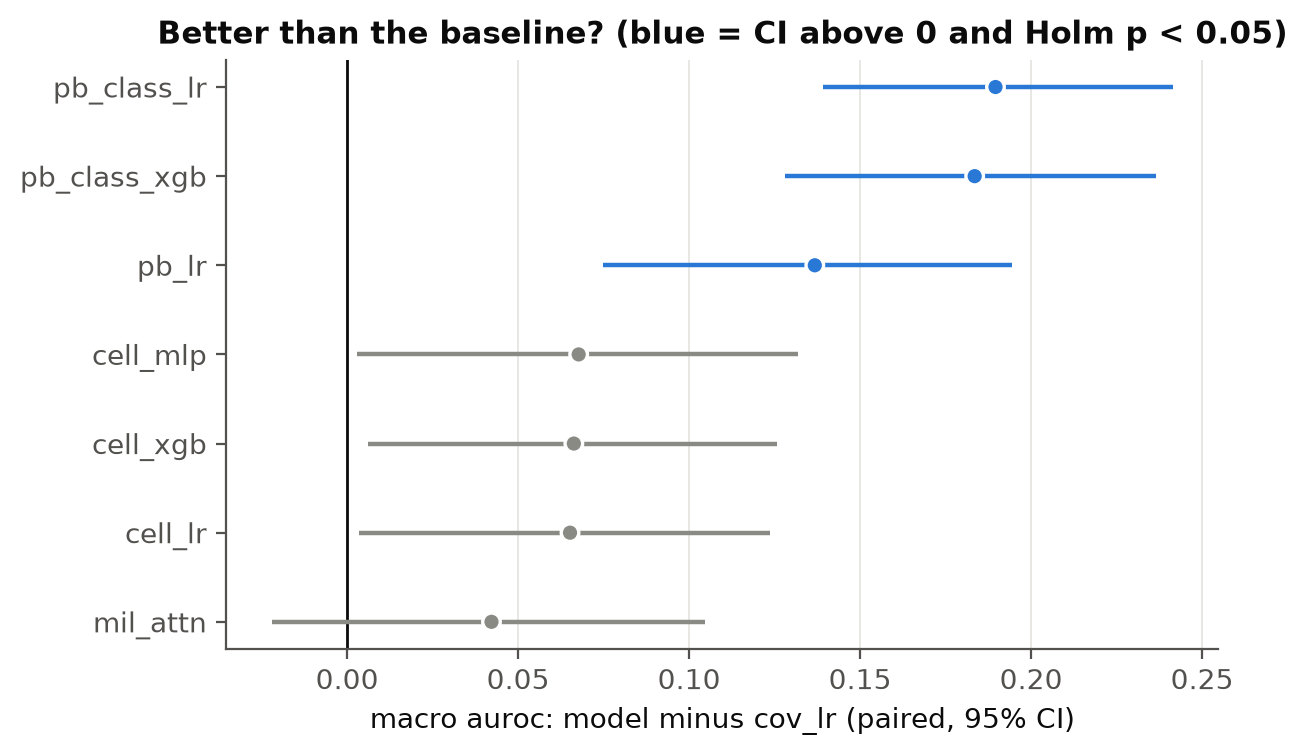 Better than the baseline? (blue = CI above 0 and Holm p < 0.05)
pb_class_lr
pb_class_xgb
pb_lr
cell_mlp
cell_xgb
cell_lr
mil_attn
0.00 0.05 0.10 0.15 0.20 0.25
macro auroc: model minus cov_lr (paired, 95% CI)